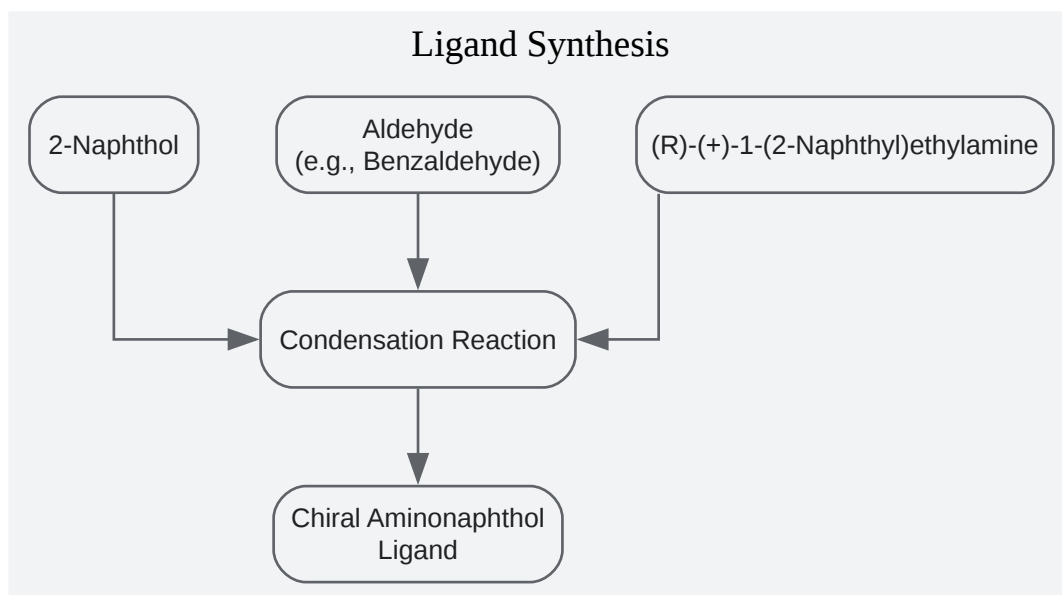 Ligand Synthesis
2-Naphthol
Aldehyde
(e.g., Benzaldehyde)
(R)-(+)-1-(2-Naphthyl)ethylamine
Condensation Reaction
Chiral Aminonaphthol
Ligand